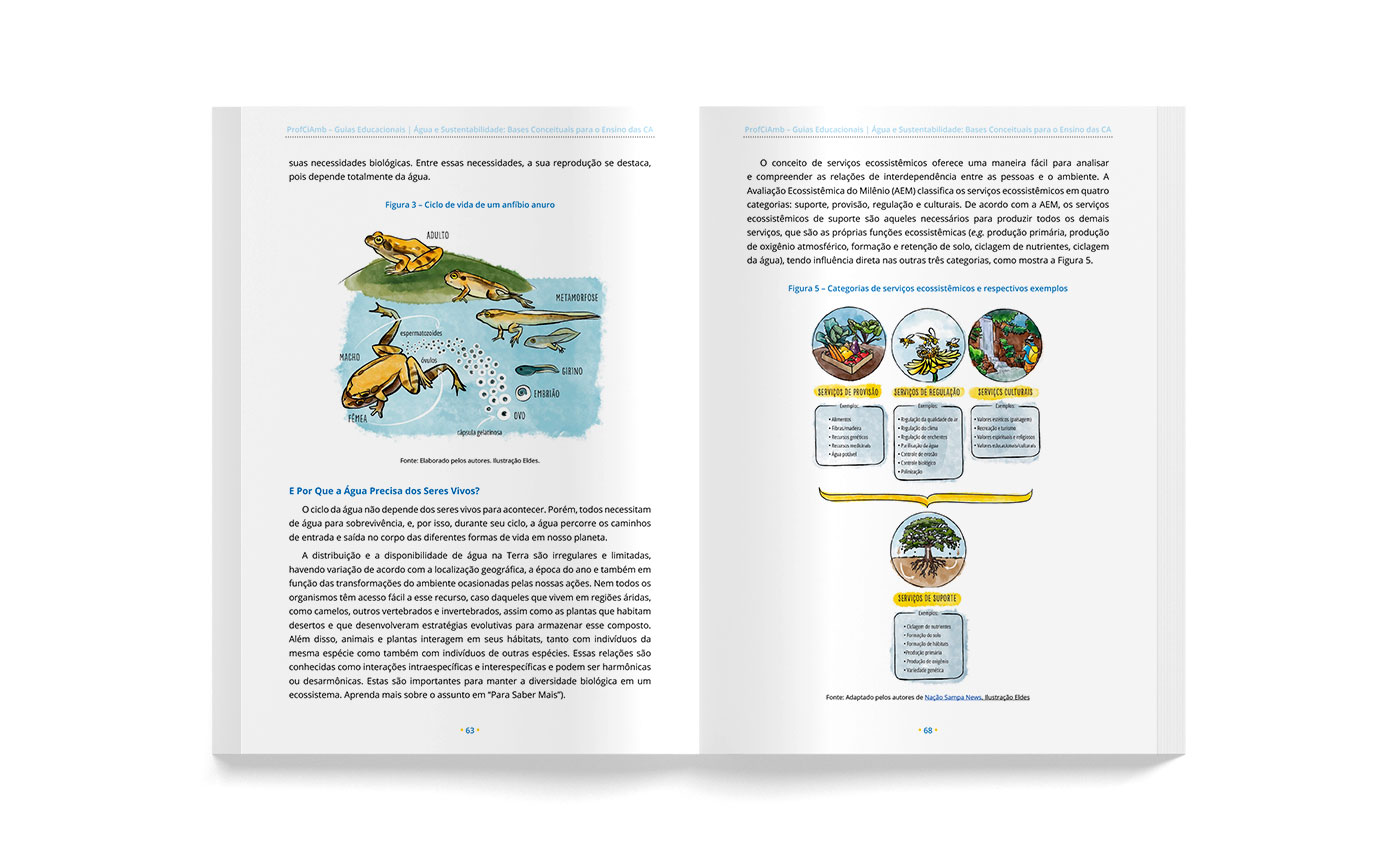 ProfCiAmb – Guias Educacionais | Água e Sustentabilidade: Bases Conceituais para o Ensino das CA
suas necessidades biológicas. Entre essas necessidades, a sua reprodução se destaca,
pois depende totalmente da água.
Figura 3 – Ciclo de vida de um anfíbio anuro
ADULTO
METAMORFOSE
espermatozoides
óvulos
MACHO
GIRINO
EMBRIÃO
OVO
FÊMEA
cápsula gelatinosa
Fonte: Elaborado pelos autores. Ilustração Eldes.
E Por Que a Água Precisa dos Seres Vivos?
O ciclo da água não depende dos seres vivos para acontecer. Porém, todos necessitam
de água para sobrevivência, e, por isso, durante seu ciclo, a água percorre os caminhos
de entrada e saída no corpo das diferentes formas de vida em nosso planeta.
A distribuição e a disponibilidade de água na Terra são irregulares e limitadas,
havendo variação de acordo com a localização geográfica, a época do ano e também em
função das transformações do ambiente ocasionadas pelas nossas ações. Nem todos os
organismos têm acesso fácil a esse recurso, caso daqueles que vivem em regiões áridas,
como camelos, outros vertebrados e invertebrados, assim como as plantas que habitam
desertos e que desenvolveram estratégias evolutivas para armazenar esse composto.
Além disso, animais e plantas interagem em seus hábitats, tanto com indivíduos da
mesma espécie como também com indivíduos de outras espécies. Essas relações são
conhecidas como interações intraespecíficas e interespecíficas e podem ser harmônicas
ou desarmônicas. Estas são importantes para manter a diversidade biológica em um
ecossistema. Aprenda mais sobre o assunto em “Para Saber Mais”).
• 63 •
ProfCiAmb – Guias Educacionais | Água e Sustentabilidade: Bases Conceituais para o Ensino das CA
O conceito de serviços ecossistêmicos oferece uma maneira fácil para analisar
e compreender as relações de interdependência entre as pessoas e o ambiente. A
Avaliação Ecossistêmica do Milênio (AEM) classifica os serviços ecossistêmicos em quatro
categorias: suporte, provisão, regulação e culturais. De acordo com a AEM, os serviços
ecossistêmicos de suporte são aqueles necessários para produzir todos os demais
serviços, que são as próprias funções ecossistêmicas (e.g. produção primária, produção
de oxigênio atmosférico, formação e retenção de solo, ciclagem de nutrientes, ciclagem
da água), tendo influência direta nas outras três categorias, como mostra a Figura 5.
Figura 5 – Categorias de serviços ecossistêmicos e respectivos exemplos
SERVIÇOS DE PROVISÃO
Exemplos:
• Alimentos
• Fibras/madeira
• Recursos genéticos
• Recursos medicinais
• Água potável
SERVIÇOS DE REGULAÇÃO
Exemplos:
• Regulação da qualidade do ar
• Regulação do clima
• Regulação de enchentes
• Purificação da água
• Controle de erosão
• Controle biológico
• Polinização
SERVIÇOS CULTURAIS
Exemplos:
• Valores estéticos (paisagem)
• Recreação e turismo
• Valores espirituais e religiosos
• Valores educacionais/culturais
SERVIÇOS DE SUPORTE
Exemplos:
• Ciclagem de nutrientes
• Formação do solo
• Formação de hábitats
•Produção primária
• Produção de oxigênio
• Variedade genética
Fonte: Adaptado pelos autores de Nação Sampa News. Ilustração Eldes
• 68 •